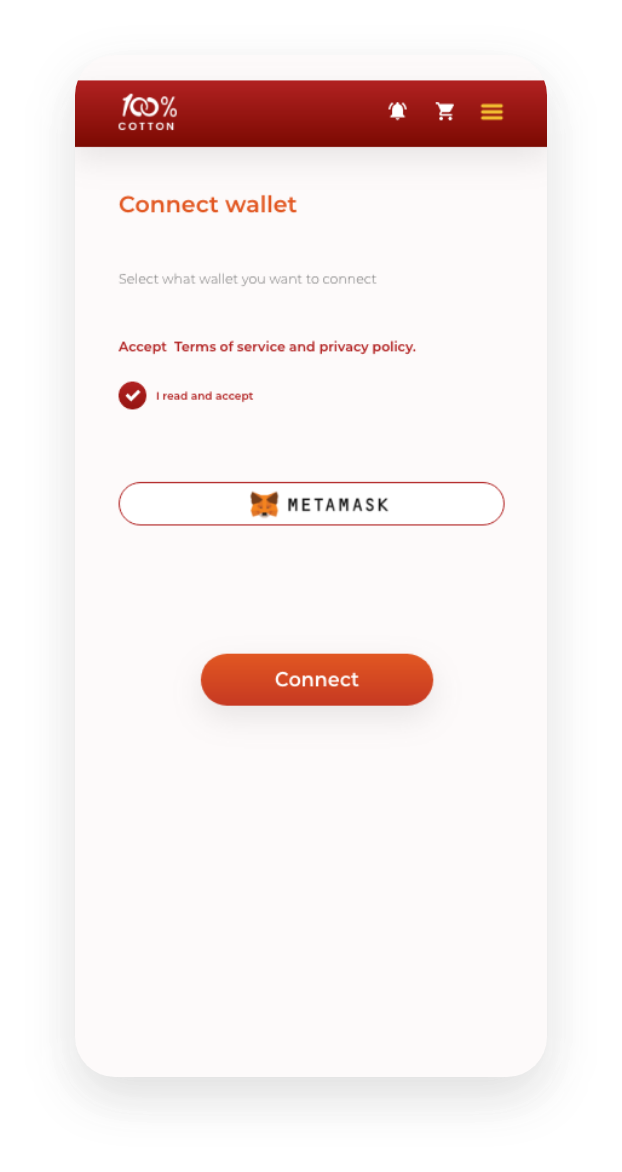 100%
COTTON
Connect wallet
Select what wallet you want to connect
Accept Terms of service and privacy policy.
I read and accept
METAMASK
Connect